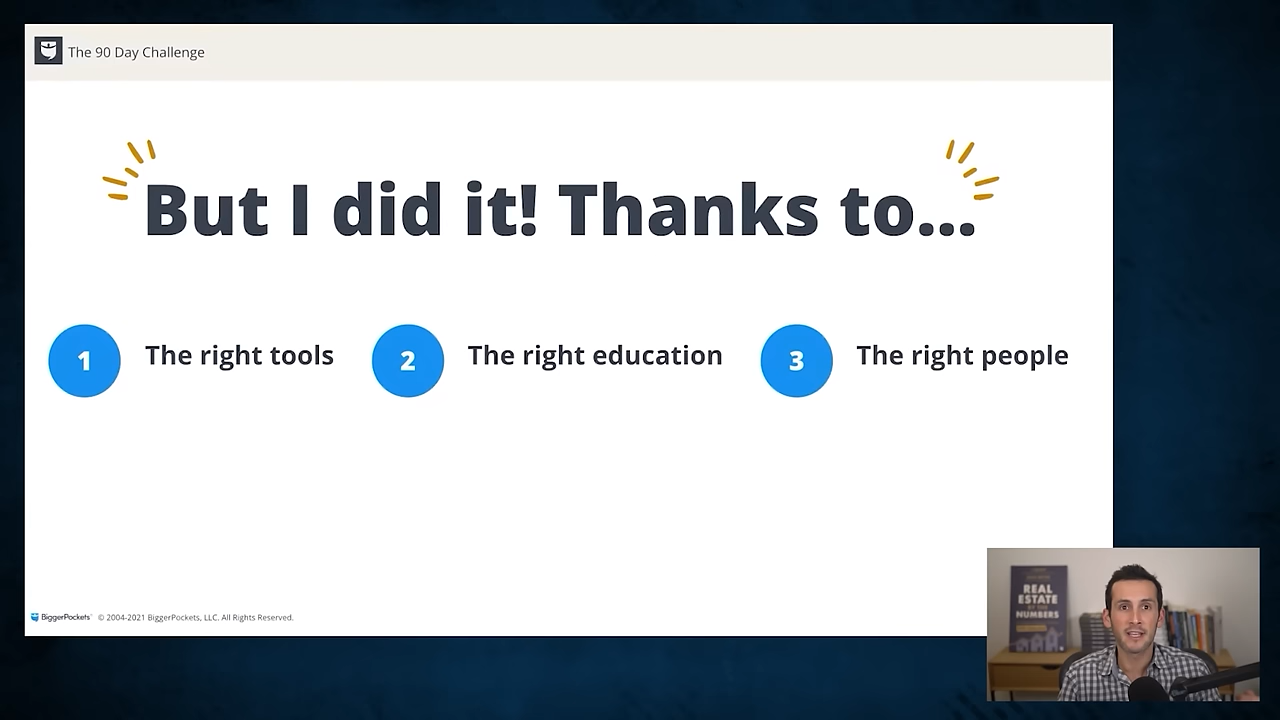 The 90 Day Challenge
But I did it! Thanks to...
1 The right tools 2 The right education 3 The right people
BiggerPockets © 2004-2021 BiggerPockets, LLC. All Rights Reserved.
REAL
ESTATE
NUMBERS